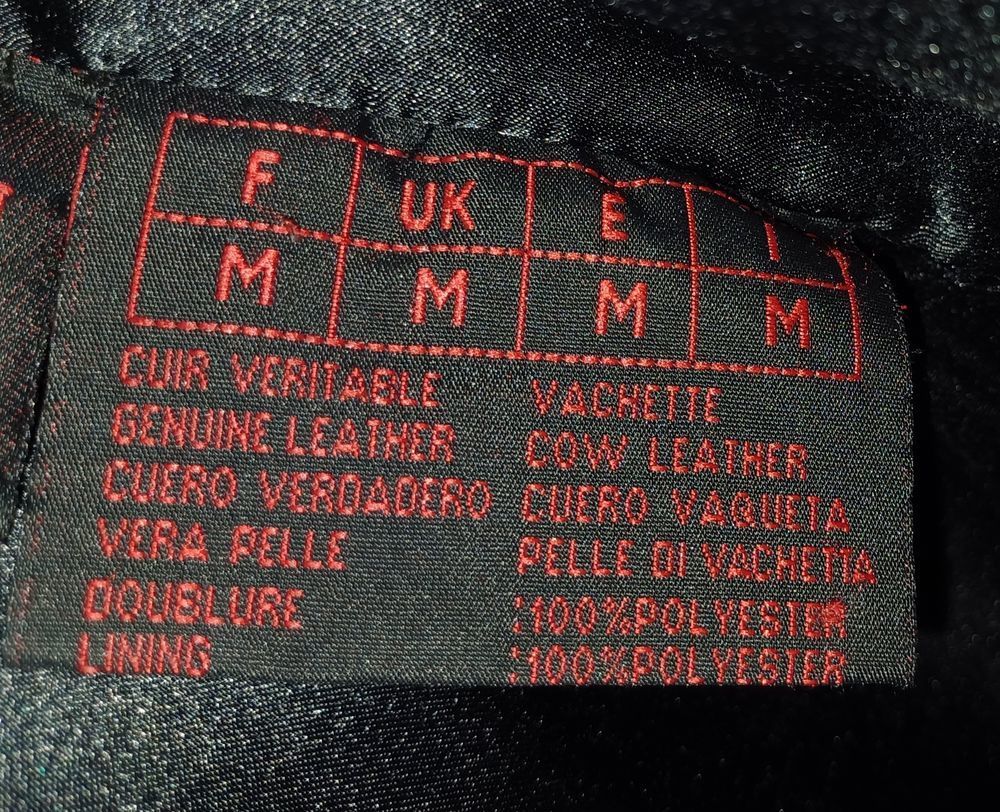 F UK E I
M M M M
CUIR VERITABLE VACHETTE
GENUINE LEATHER COW LEATHER
CUERO VERDADERO CUERO VAQUETA
VERA PELLE PELLE DI VACHETTA
DOUBLURE :100%POLYESTER
LINING :100%POLYESTER